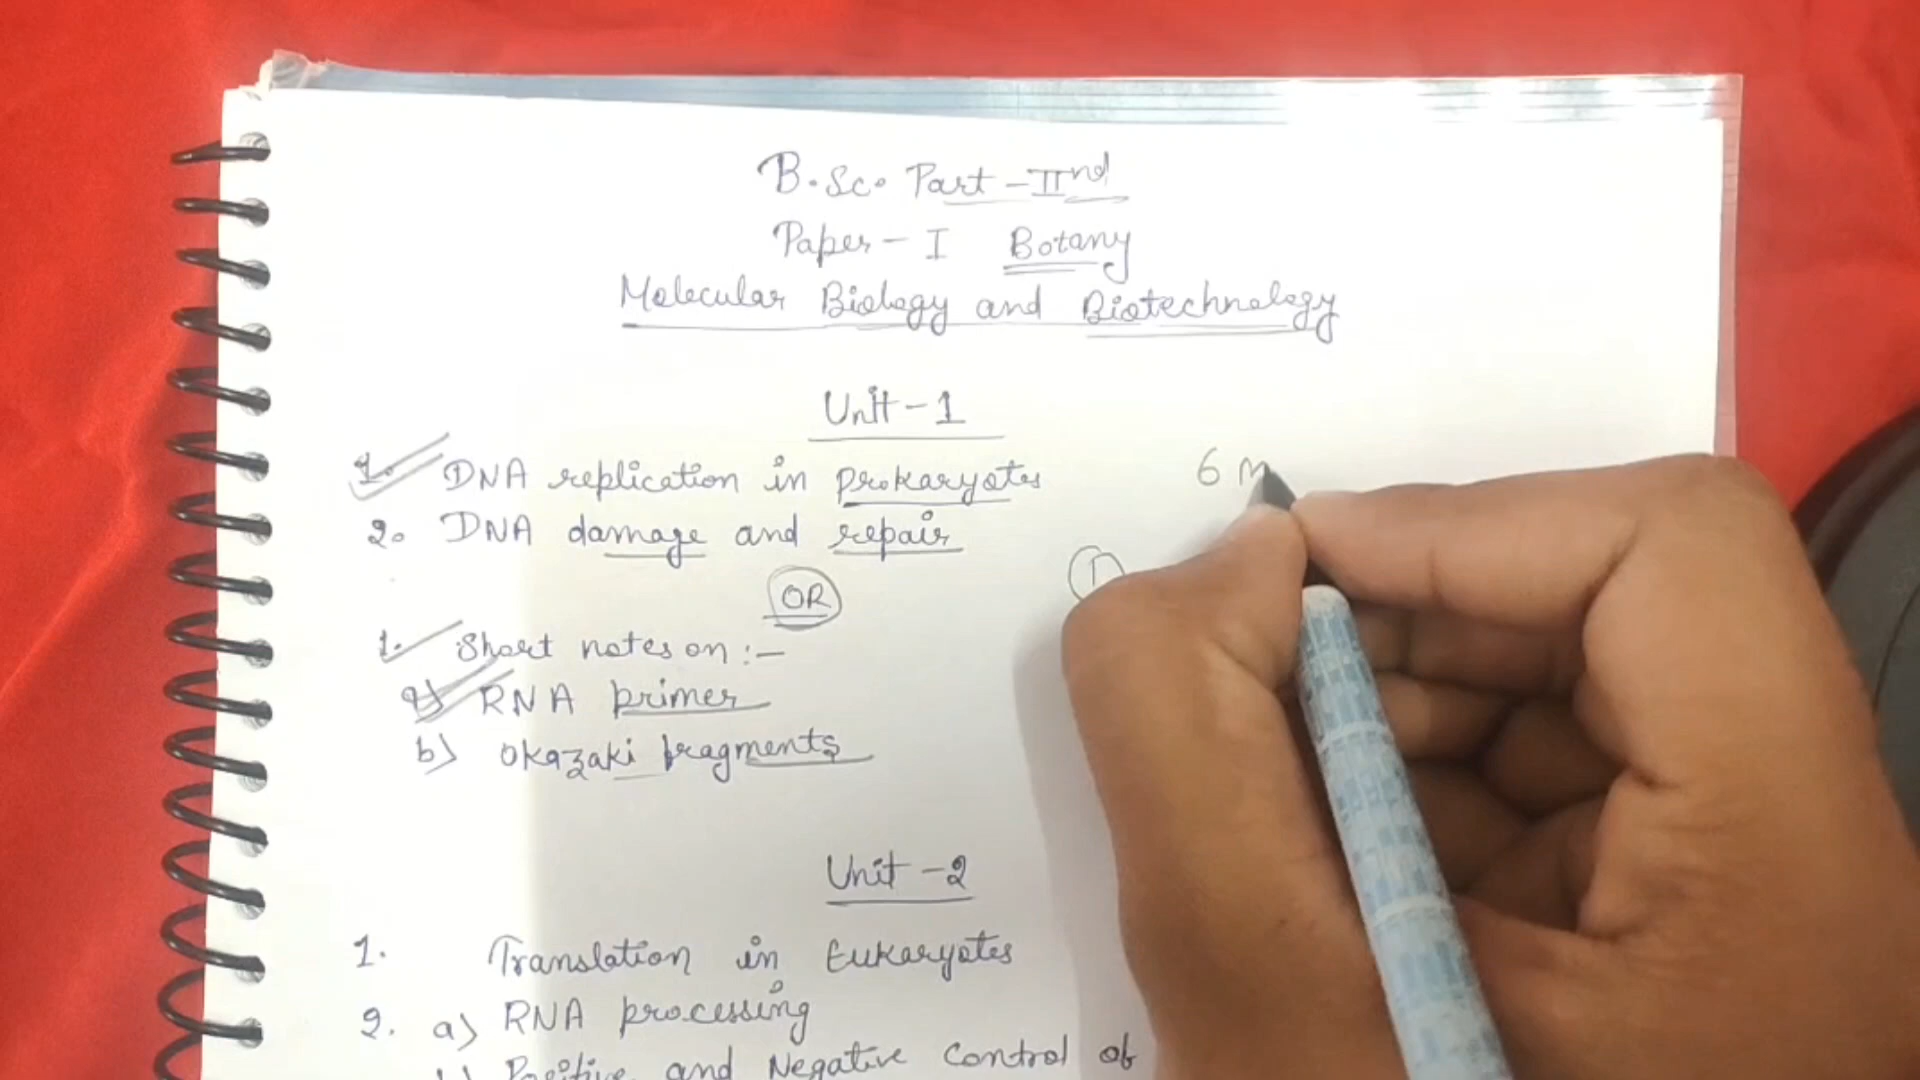 B.Sc. Part-IInd
Paper-I Botany
Molecular Biology and Biotechnology
Unit-1
1. DNA replication in Prokaryotes
6 M
2. DNA damage and repair
OR
1. Short notes on :-
a) RNA primer
b) Okazaki fragments
Unit-2
1. Translation in Eukaryotes
2. a) RNA processing
b) Positive and Negative Control of